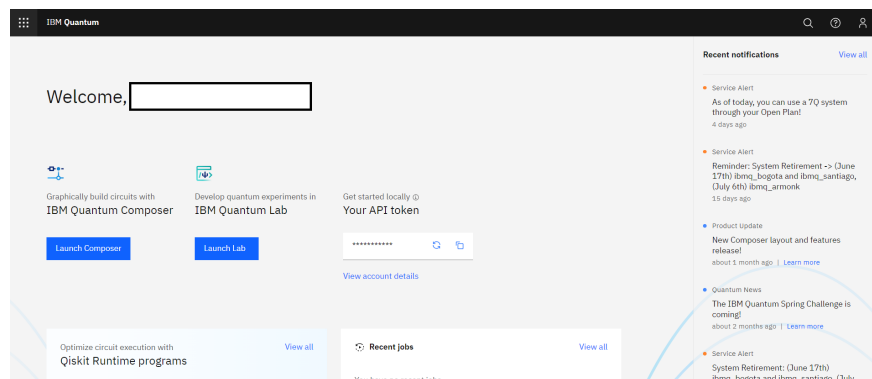 IBM Quantum
Welcome,
Graphically build circuits with
IBM Quantum Composer
Launch Composer
Develop quantum experiments in
IBM Quantum Lab
Launch Lab
Get started locally
Your API token
***********
View account details
Optimize circuit execution with
Qiskit Runtime programs
View all
Recent jobs
View all
Recent notifications
View all
Service Alert
As of today, you can use a 7Q system
through your Open Plan!
4 days ago
Service Alert
Reminder: System Retirement -> (June
17th) ibmq_bogota and ibmq_santiago,
(July 6th) ibmq_armonk
15 days ago
Product Update
New Composer layout and features
release!
about 1 month ago | Learn more
Quantum News
The IBM Quantum Spring Challenge is
coming!
about 2 months ago | Learn more
Service Alert
System Retirement: (June 17th)
ibmq_bogota and ibmq_santiago, (July